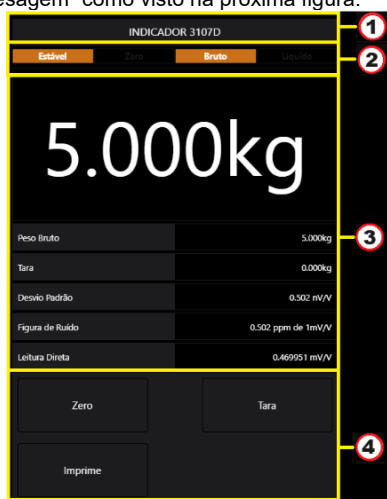 esagem" como visto na próxima figura.
INDICADOR 3107D
1
Estável Zero Bruto Líquido
2
5.000kg
Peso Bruto 5.000kg
3
Tara 0.000kg
Desvio Padrão 0.502 nV/V
Figura de Ruído 0.502 ppm de 1mV/V
Leitura Direta 0.469951 mV/V
Zero Tara
4
Imprime